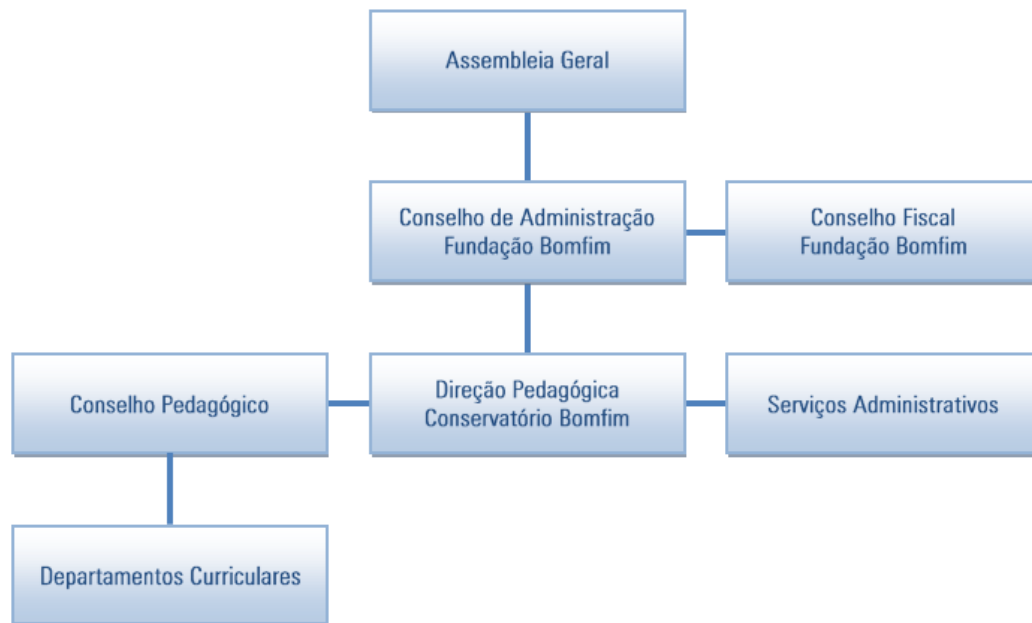 Assembleia Geral
Conselho de Administração
Fundação Bomfim
Conselho Fiscal
Fundação Bomfim
Conselho Pedagógico
Direção Pedagógica
Conservatório Bomfim
Serviços Administrativos
Departamentos Curriculares